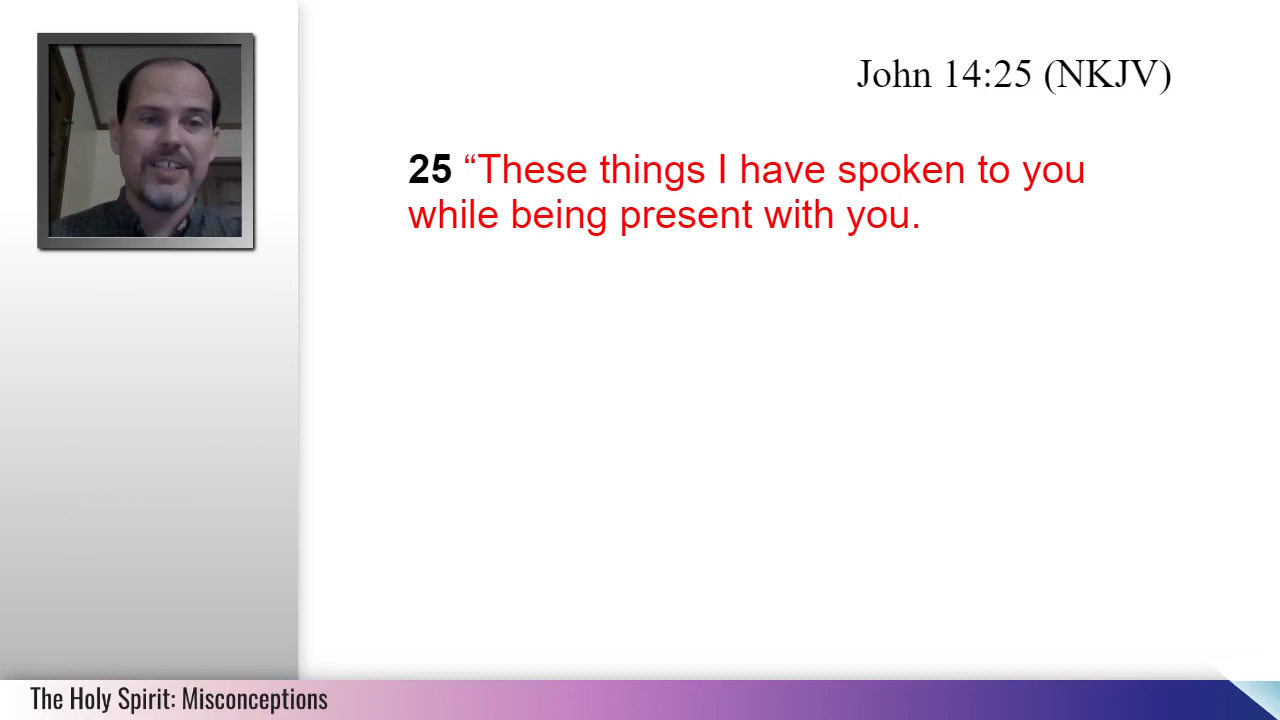 John 14:25 (NKJV)
25 “These things I have spoken to you
while being present with you.
The Holy Spirit: Misconceptions